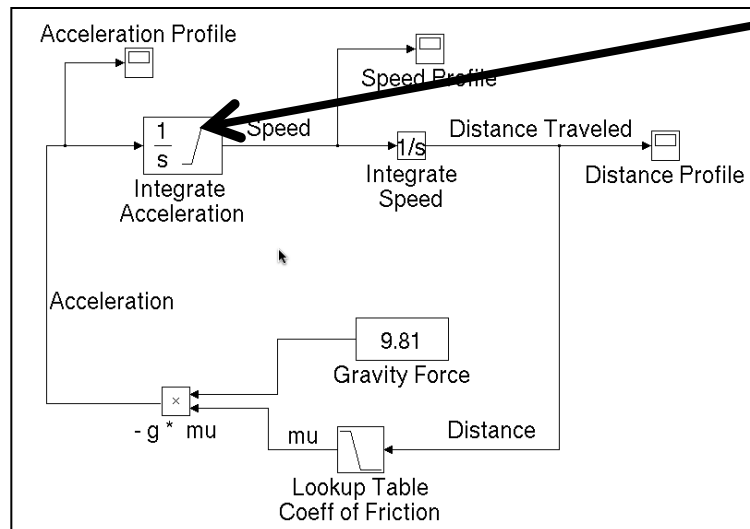 Acceleration Profile
Speed Profile
Speed
Distance Traveled
1
s
1/s
Integrate
Acceleration
Integrate
Speed
Distance Profile
Acceleration
9.81
Gravity Force
×
- g * mu
mu
Distance
Lookup Table
Coeff of Friction